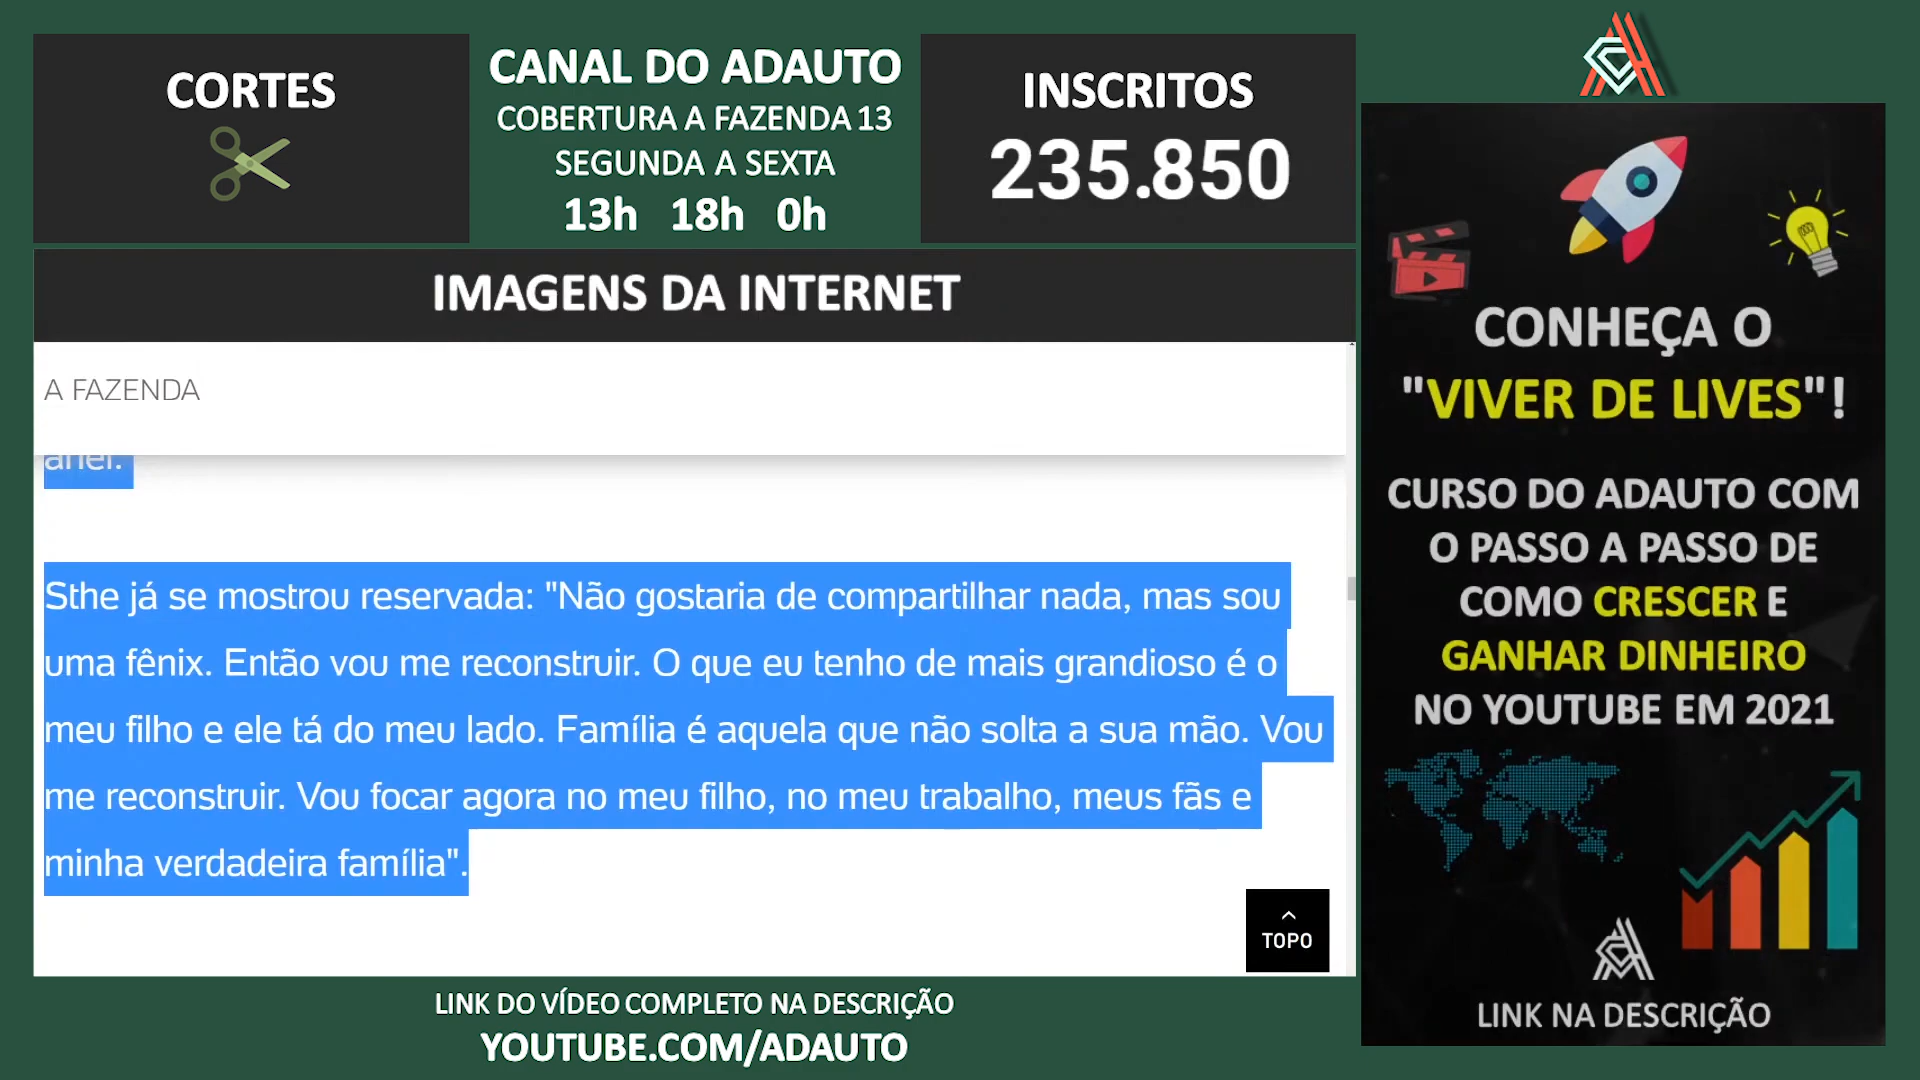 CORTES
CANAL DO ADAUTO
COBERTURA A FAZENDA 13
SEGUNDA A SEXTA
13h 18h 0h
INSCRITOS
235.850
IMAGENS DA INTERNET
A FAZENDA
anel.
Sthe já se mostrou reservada: "Não gostaria de compartilhar nada, mas sou
uma fênix. Então vou me reconstruir. O que eu tenho de mais grandioso é o
meu filho e ele tá do meu lado. Família é aquela que não solta a sua mão. Vou
me reconstruir. Vou focar agora no meu filho, no meu trabalho, meus fãs e
minha verdadeira família".
TOPO
LINK DO VÍDEO COMPLETO NA DESCRIÇÃO
YOUTUBE.COM/ADAUTO
CONHEÇA O
"VIVER DE LIVES"!
CURSO DO ADAUTO COM
O PASSO A PASSO DE
COMO CRESCER E
GANHAR DINHEIRO
NO YOUTUBE EM 2021
LINK NA DESCRIÇÃO